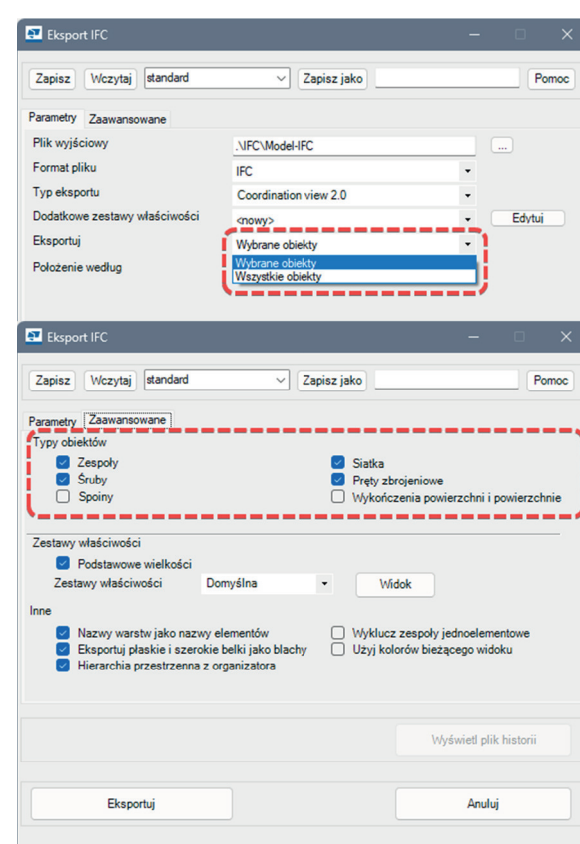 Eksport IFC
Zapisz Wczytaj standard Zapisz jako Pomoc
Parametry Zaawansowane
Plik wyjściowy .\IFC\Model-IFC ...
Format pliku IFC
Typ eksportu Coordination view 2.0
Dodatkowe zestawy właściwości <nowy> Edytuj
Eksportuj Wybrane obiekty
Wybrane obiekty
Położenie według
Wszystkie obiekty
Eksport IFC
Zapisz Wczytaj standard Zapisz jako Pomoc
Parametry Zaawansowane
Typy obiektów
Zespoły Siatka
Śruby Pręty zbrojeniowe
Spoiny Wykończenia powierzchni i powierzchnie
Zestawy właściwości
Podstawowe wielkości
Zestawy właściwości Domyślna Widok
Inne
Nazwy warstw jako nazwy elementów Wyklucz zespoły jednoelementowe
Eksportuj płaskie i szerokie belki jako blachy Użyj kolorów bieżącego widoku
Hierarchia przestrzenna z organizatora
Wyświetl plik historii
Eksportuj Anuluj